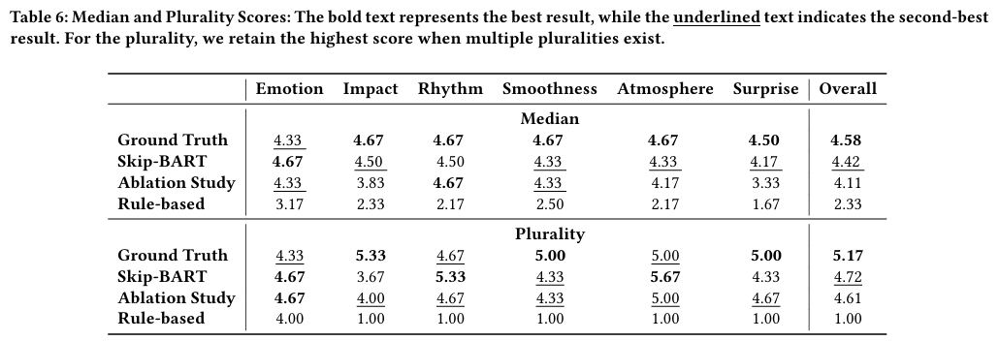 Table 6: Median and Plurality Scores: The bold text represents the best result, while the underlined text indicates the second-best
result. For the plurality, we retain the highest score when multiple pluralities exist.
Emotion Impact Rhythm Smoothness Atmosphere Surprise Overall
Median
Ground Truth 4.33 4.67 4.67 4.67 4.67 4.50 4.58
Skip-BART 4.67 4.50 4.50 4.33 4.33 4.17 4.42
Ablation Study 4.33 3.83 4.67 4.33 4.17 3.33 4.11
Rule-based 3.17 2.33 2.17 2.50 2.17 1.67 2.33
Plurality
Ground Truth 4.33 5.33 4.67 5.00 5.00 5.00 5.17
Skip-BART 4.67 3.67 5.33 4.33 5.67 4.33 4.72
Ablation Study 4.67 4.00 4.67 4.33 5.00 4.67 4.61
Rule-based 4.00 1.00 1.00 1.00 1.00 1.00 1.00